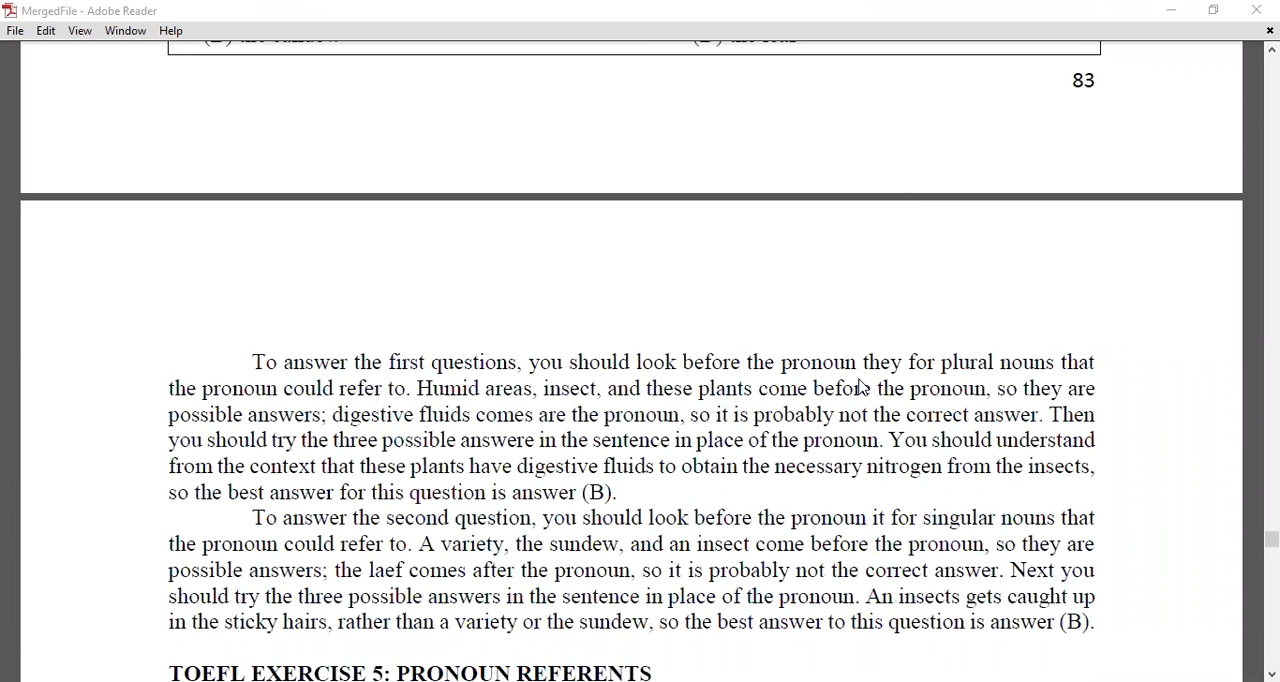 MergedFile - Adobe Reader
File Edit View Window Help
83
To answer the first questions, you should look before the pronoun they for plural nouns that
the pronoun could refer to. Humid areas, insect, and these plants come before the pronoun, so they are
possible answers; digestive fluids comes are the pronoun, so it is probably not the correct answer. Then
you should try the three possible answere in the sentence in place of the pronoun. You should understand
from the context that these plants have digestive fluids to obtain the necessary nitrogen from the insects,
so the best answer for this question is answer (B).
To answer the second question, you should look before the pronoun it for singular nouns that
the pronoun could refer to. A variety, the sundew, and an insect come before the pronoun, so they are
possible answers; the laef comes after the pronoun, so it is probably not the correct answer. Next you
should try the three possible answers in the sentence in place of the pronoun. An insects gets caught up
in the sticky hairs, rather than a variety or the sundew, so the best answer to this question is answer (B).
TOEFL EXERCISE 5: PRONOUN REFERENTS